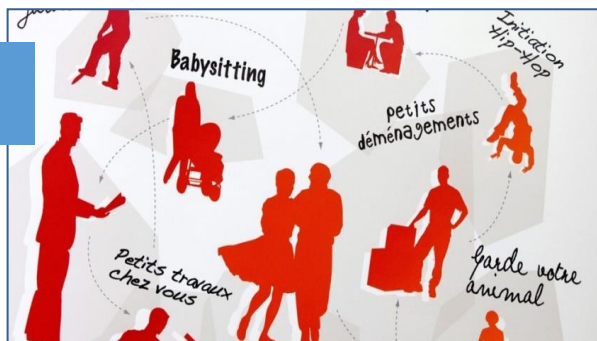 Babysitting
Initiation
Hip-Hop
petits
déménagements
Petits travaux
chez vous
Garde votre
animal